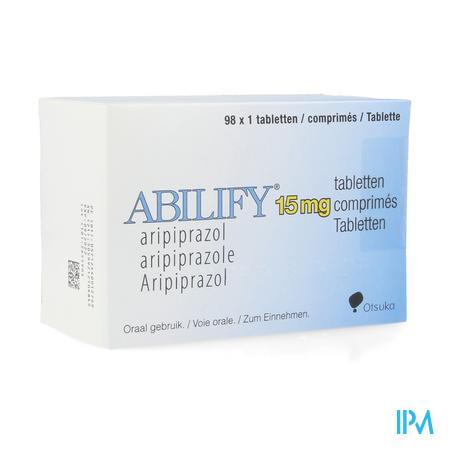 98 x 1 tabletten / comprimés / Tablette
ABILIFY® 15mg
tabletten
comprimés
Tabletten
aripiprazol
aripiprazole
Aripiprazol
Otsuka
Oraal gebruik. / Voie orale. / Zum Einnehmen.
IPM